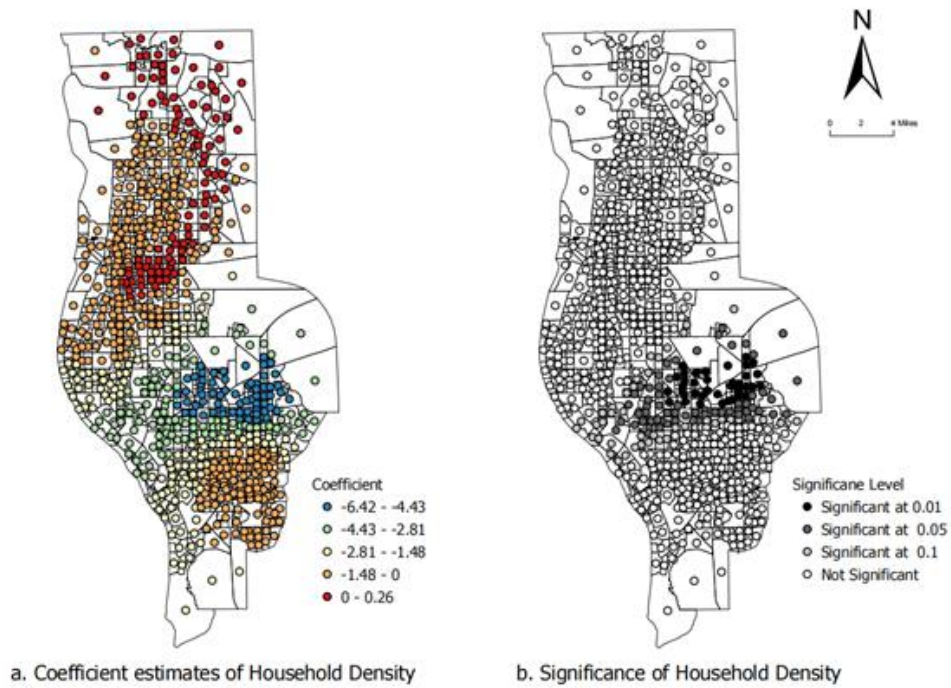 N
0 2 4 Miles
Coefficient
-6.42 - -4.43
-4.43 - -2.81
-2.81 - -1.48
-1.48 - 0
0 - 0.26
Significane Level
Significant at 0.01
Significant at 0.05
Significant at 0.1
Not Significant
a. Coefficient estimates of Household Density
b. Significance of Household Density